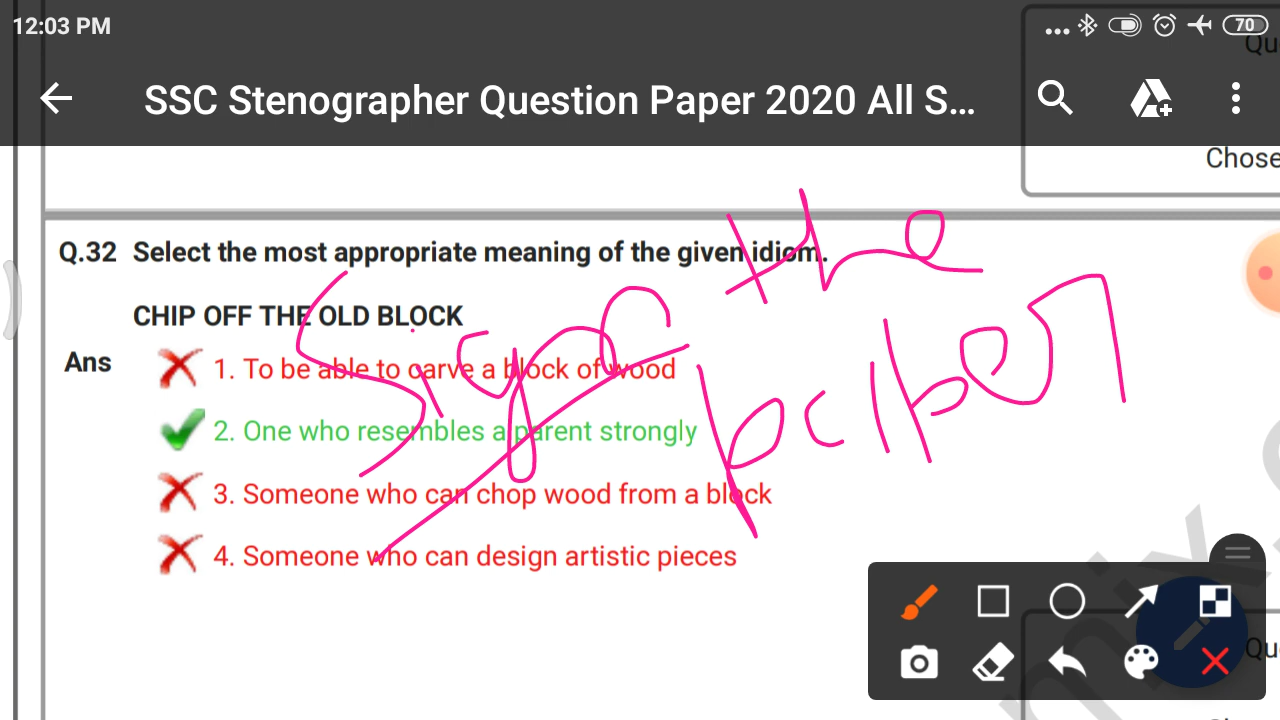 12:03 PM
70
SSC Stenographer Question Paper 2020 All S...
Qu
Chose
Q.32 Select the most appropriate meaning of the given idiom.
CHIP OFF THE OLD BLOCK
Ans
1. To be able to carve a block of wood
2. One who resembles a parent strongly
3. Someone who can chop wood from a block
4. Someone who can design artistic pieces
Sign the
paper
Qu